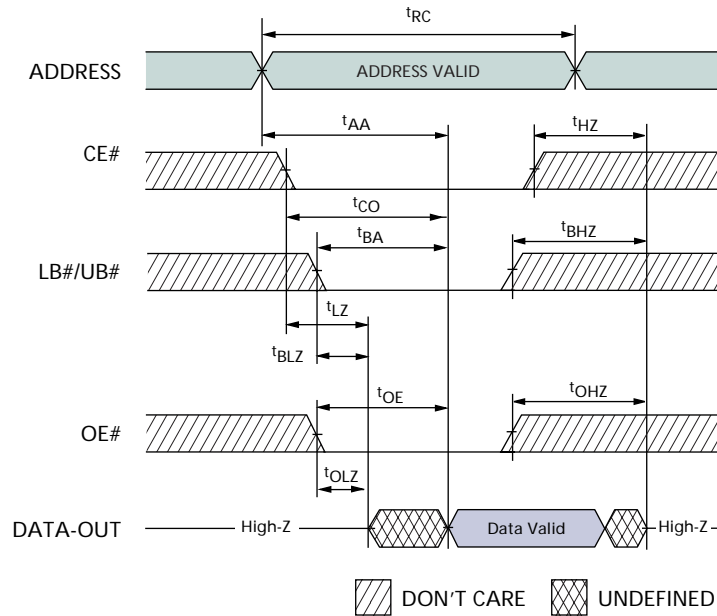 tRC
ADDRESS
ADDRESS VALID
tAA
tHZ
CE#
tCO
tBA
tBHZ
LB#/UB#
tLZ
tBLZ
tOE
tOHZ
OE#
tOLZ
DATA-OUT
High-Z
Data Valid
High-Z
DON'T CARE
UNDEFINED